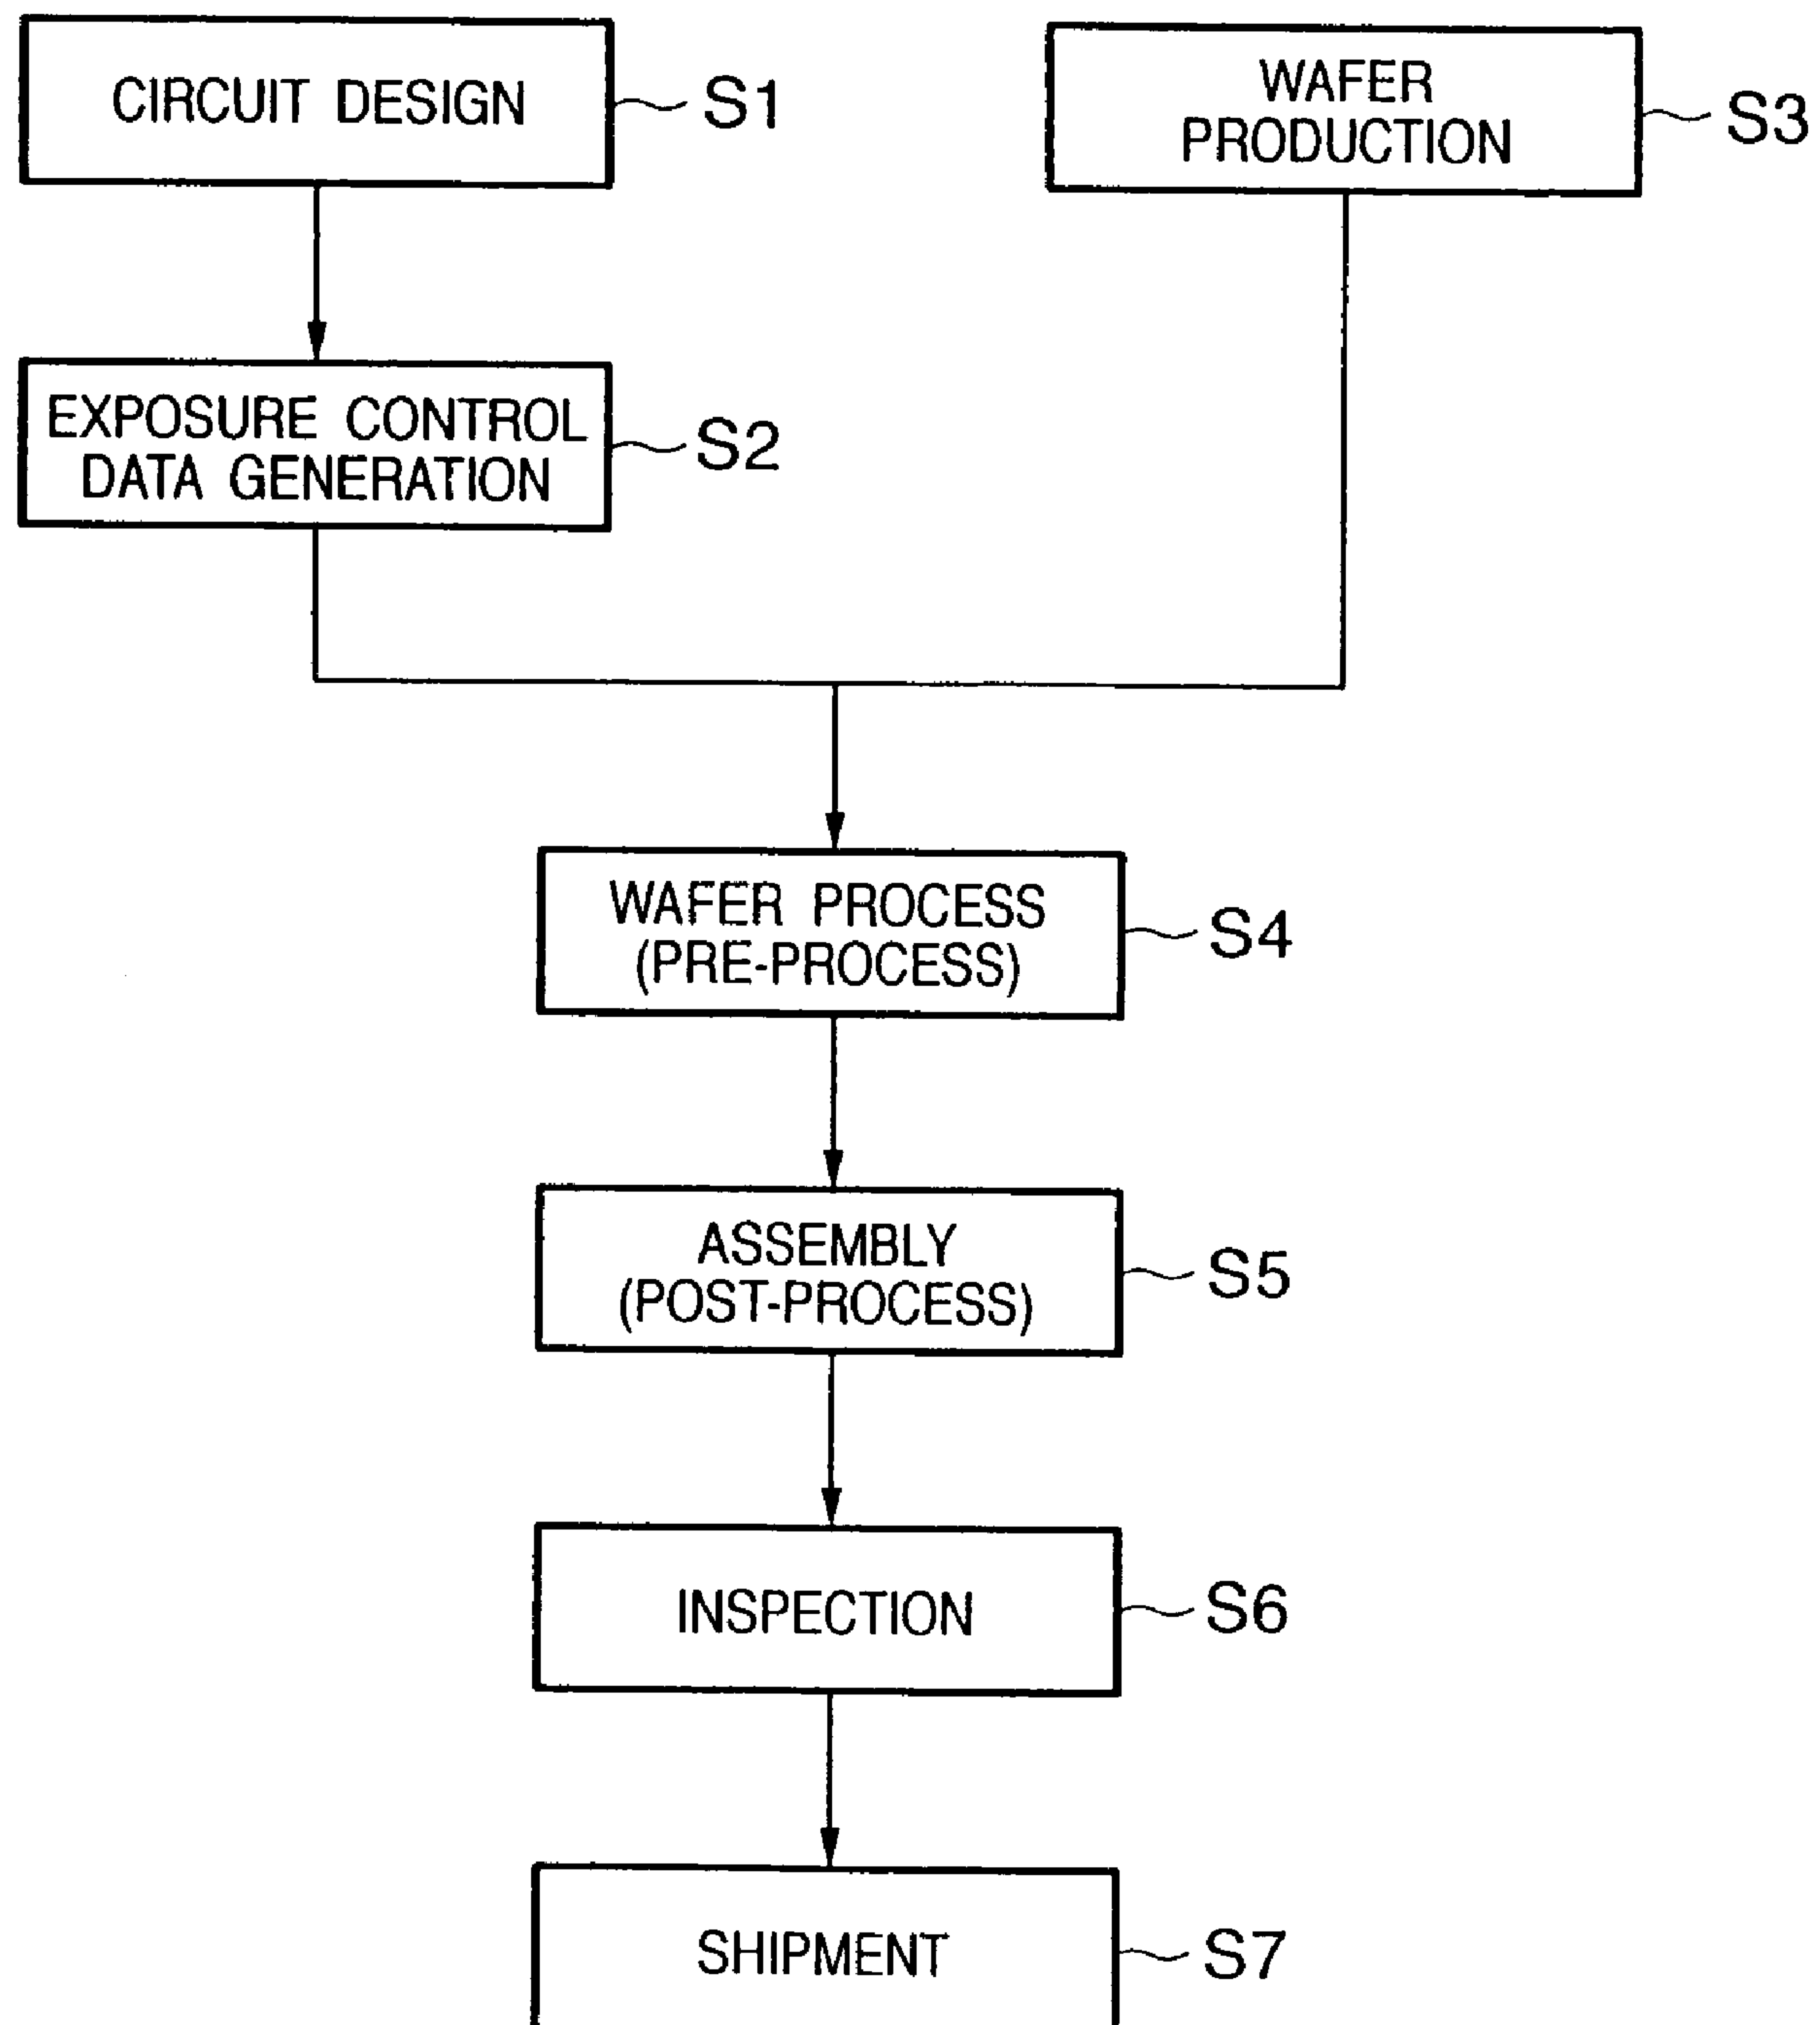 CIRCUIT DESIGN
S1
WAFER
PRODUCTION
S3
EXPOSURE CONTROL
DATA GENERATION
S2
WAFER PROCESS
(PRE-PROCESS)
S4
ASSEMBLY
(POST-PROCESS)
S5
INSPECTION
S6
SHIPMENT
S7